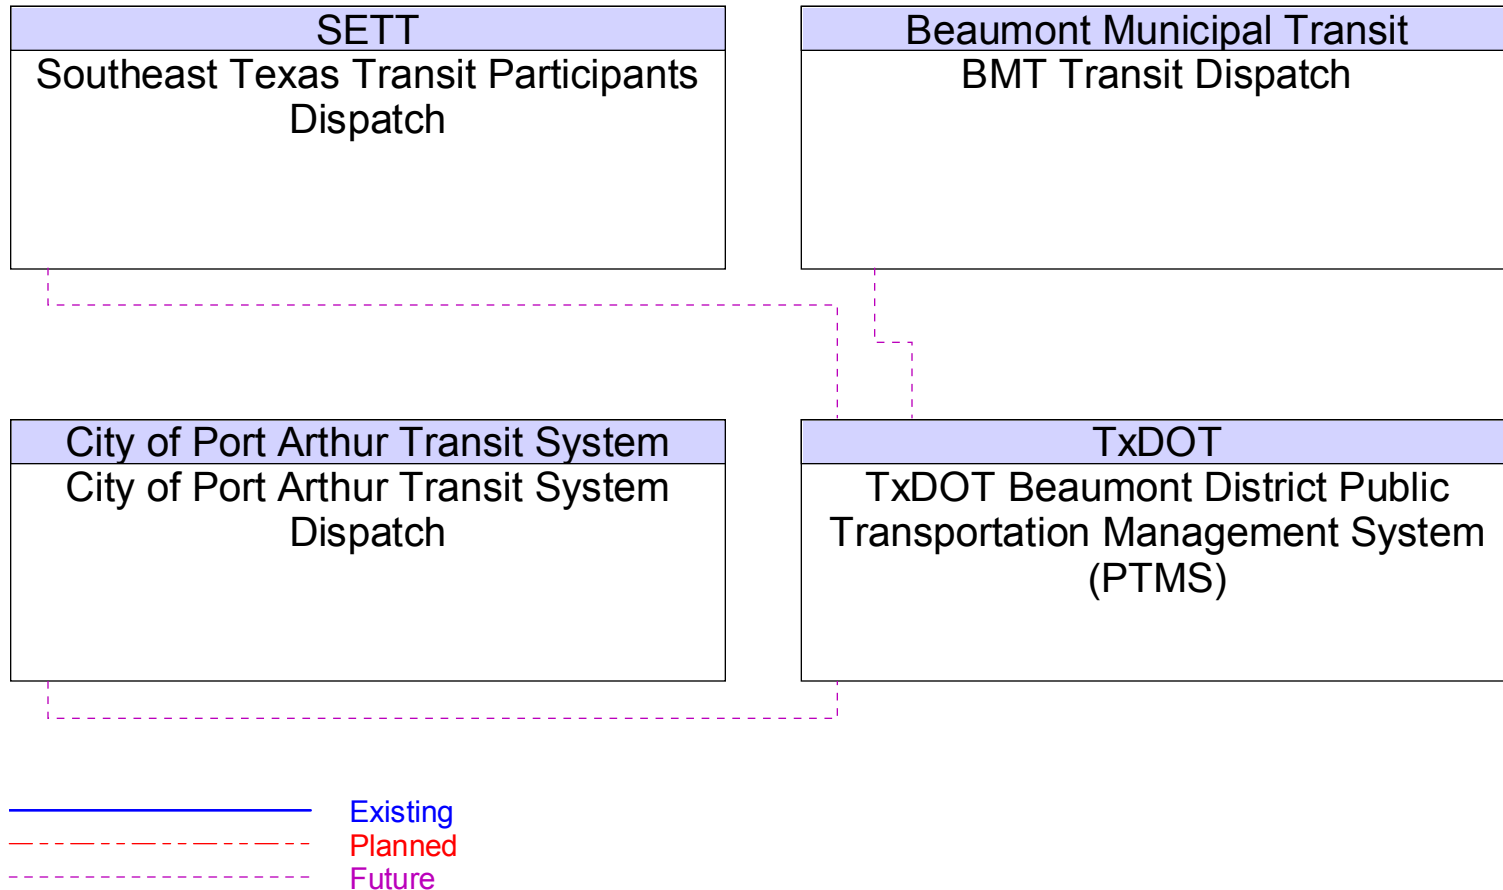 SETT
Southeast Texas Transit Participants
Dispatch
Beaumont Municipal Transit
BMT Transit Dispatch
City of Port Arthur Transit System
City of Port Arthur Transit System
Dispatch
TxDOT
TxDOT Beaumont District Public
Transportation Management System
(PTMS)
Existing
Planned
Future